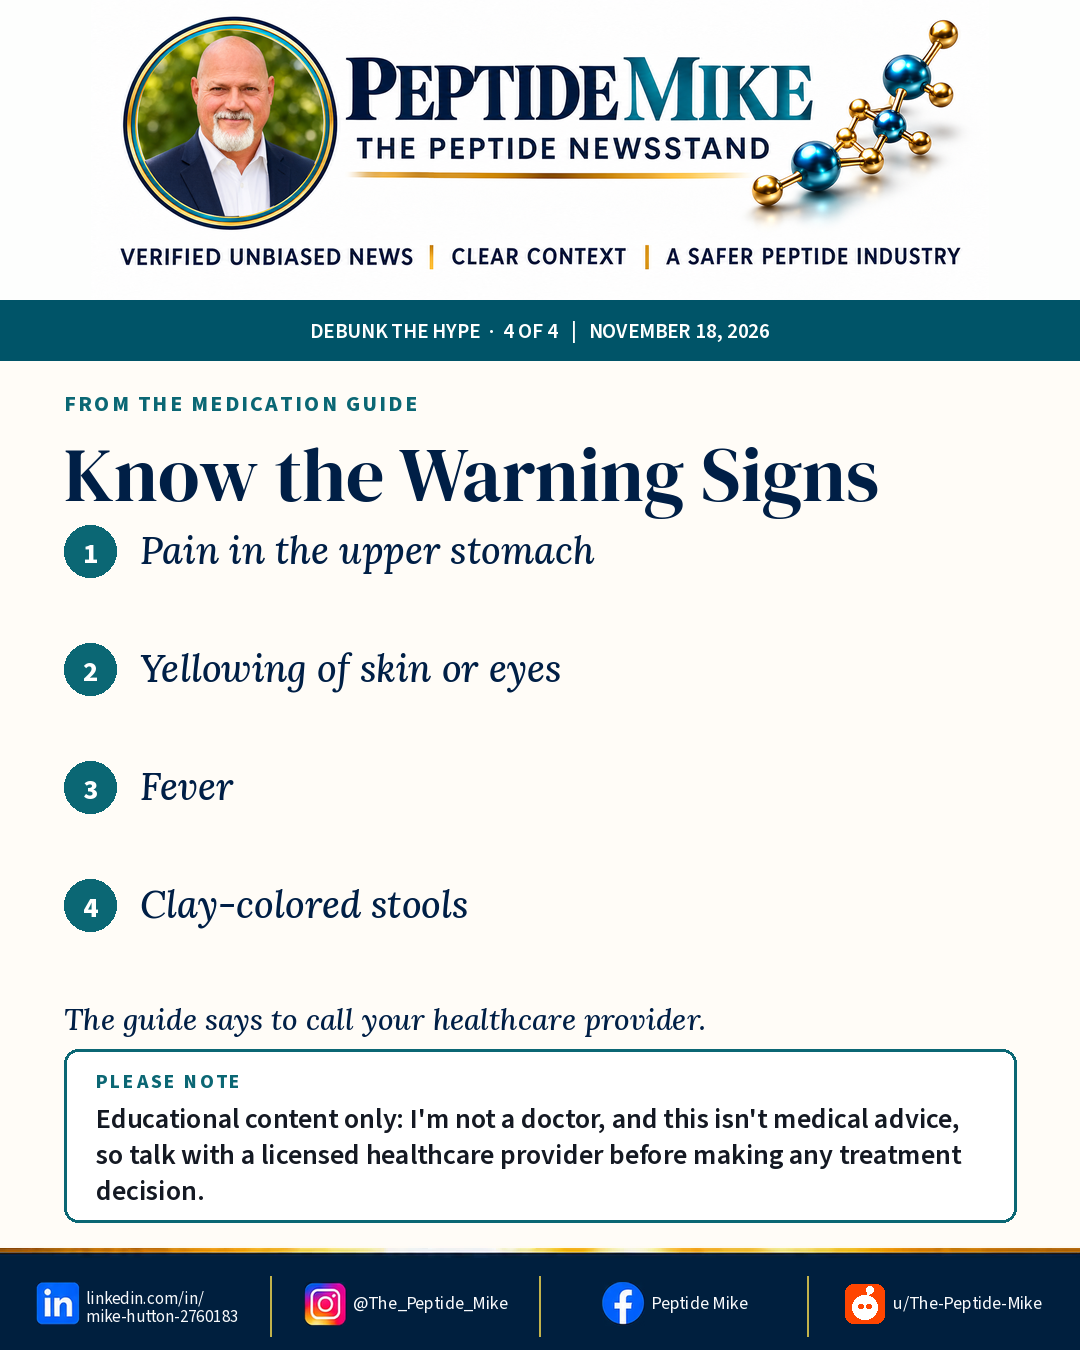 PEPTIDEMIKE
THE PEPTIDE NEWSSTAND
VERIFIED UNBIASED NEWS | CLEAR CONTEXT | A SAFER PEPTIDE INDUSTRY
DEBUNK THE HYPE · 4 OF 4 | NOVEMBER 18, 2026
FROM THE MEDICATION GUIDE
Know the Warning Signs
1 Pain in the upper stomach
2 Yellowing of skin or eyes
3 Fever
4 Clay-colored stools
The guide says to call your healthcare provider.
PLEASE NOTE
Educational content only: I'm not a doctor, and this isn't medical advice,
so talk with a licensed healthcare provider before making any treatment
decision.
linkedin.com/in/
mike-hutton-2760183
@The_Peptide_Mike
Peptide Mike
u/The-Peptide-Mike